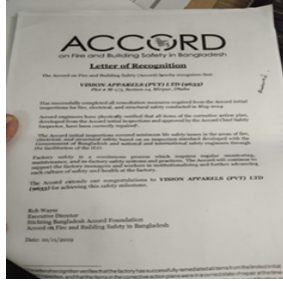 ACCORD
on Fire and Building Safety in Bangladesh
Letter of Recognition
The Accord on Fire and Building Safety (Accord) hereby recognises that:
VISION APPARELS (PVT) LTD (9635)
Has successfully completed all remediation measures required from the Accord initial
inspections for fire, electrical, and structural safety conducted in May 2014
Accord engineers have physically verified that all items of the corrective action plan,
developed from the Accord initial inspections and approved by the Accord Chief Safety
Inspector, have been correctly repaired.
The Accord initial inspections covered minimum life safety issues in the areas of fire,
electrical and structural safety based on an inspection standard developed with the
Government of Bangladesh and national and international safety engineers through
the facilitation of the ILO.
Factory safety is a continuous process which requires regular monitoring,
maintenance, and in-factory safety systems and practices. The Accord will continue to
support the factory managers and workers in institutionalizing and further advancing
each culture of safety and health at the factory.
The Accord extends our congratulations to VISION APPARELS (PVT) LTD
(9635) for achieving this safety milestone.
Rob Wayss
Executive Director
Stichting Bangladesh Accord Foundation
Accord on Fire and Building Safety in Bangladesh